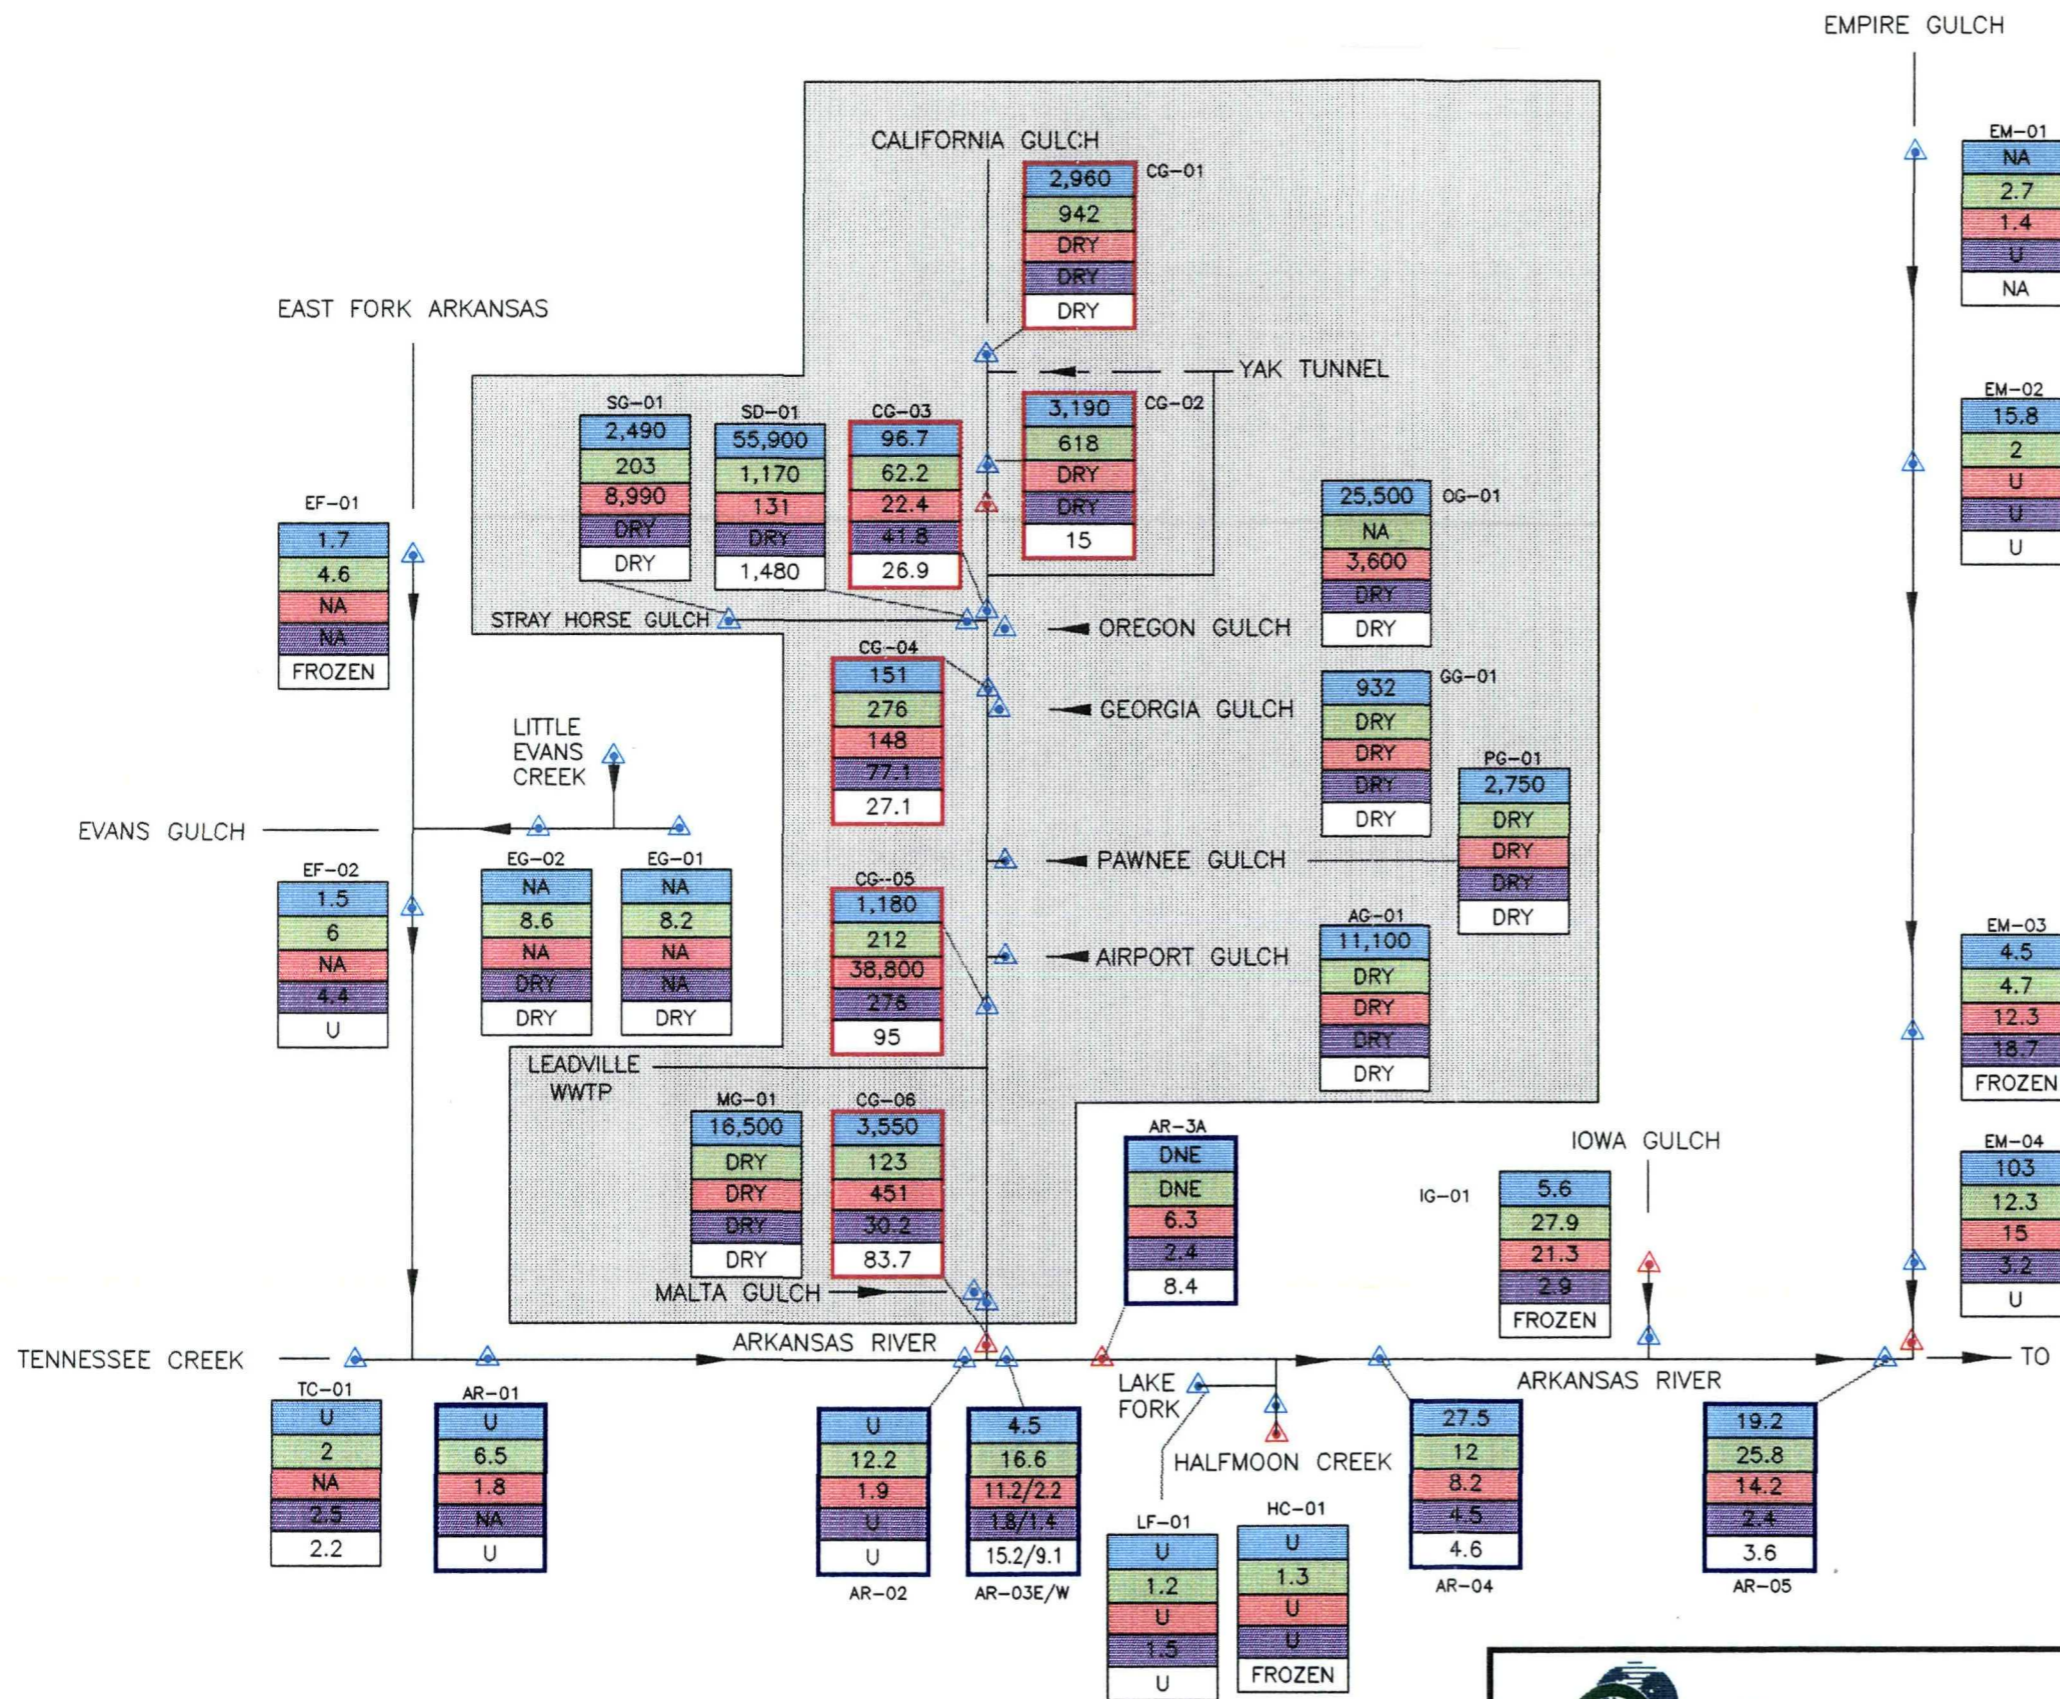 EMPIRE GULCH
CALIFORNIA GULCH
CG-01
2,960
942
DRY
DRY
DRY
EM-01
NA
2.7
1.4
U
NA
EAST FORK ARKANSAS
YAK TUNNEL
SG-01
2,490
203
8,990
DRY
DRY
SD-01
55,900
1,170
131
DRY
1,480
CG-03
96.7
62.2
22.4
41.8
26.9
CG-02
3,190
618
DRY
DRY
15
EM-02
15.8
2
U
U
U
EF-01
1.7
4.6
NA
NA
FROZEN
OG-01
25,500
NA
3,600
DRY
DRY
STRAY HORSE GULCH
OREGON GULCH
CG-04
151
276
148
77.1
27.1
GEORGIA GULCH
GG-01
932
DRY
DRY
DRY
DRY
LITTLE
EVANS
CREEK
EVANS GULCH
PG-01
2,750
DRY
DRY
DRY
DRY
PAWNEE GULCH
EF-02
1.5
6
NA
4.4
U
EG-02
NA
8.6
NA
DRY
DRY
EG-01
NA
8.2
NA
NA
DRY
CG-05
1,180
212
38,800
276
95
AIRPORT GULCH
AG-01
11,100
DRY
DRY
DRY
DRY
EM-03
4.5
4.7
12.3
18.7
FROZEN
LEADVILLE
WWTP
MG-01
16,500
DRY
DRY
DRY
DRY
CG-06
3,550
123
451
30.2
83.7
AR-3A
DNE
DNE
6.3
2.4
8.4
IOWA GULCH
IG-01
5.6
27.9
21.3
2.9
FROZEN
EM-04
103
12.3
15
3.2
U
MALTA GULCH
ARKANSAS RIVER
TENNESSEE CREEK
TO
ARKANSAS RIVER
LAKE
FORK
HALFMOON CREEK
TC-01
U
2
NA
2.5
2.2
AR-01
U
6.5
1.8
NA
U
U
12.2
1.9
U
U
AR-02
4.5
16.6
11.2/2.2
1.8/1.4
15.2/9.1
AR-03E/W
LF-01
U
1.2
U
1.5
U
HC-01
U
1.3
U
U
FROZEN
27.5
12
8.2
4.5
4.6
AR-04
19.2
25.8
14.2
2.4
3.6
AR-05